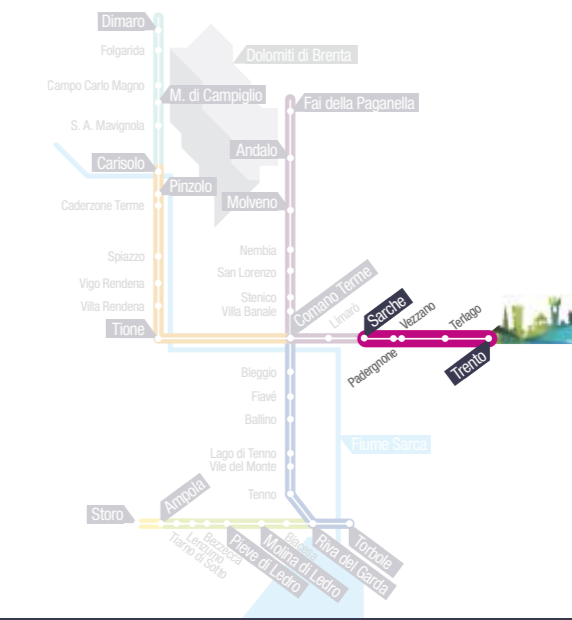 Dimaro
Folgarida
Dolomiti di Brenta
Campo Carlo Magno
M. di Campiglio
Fai della Paganella
S. A. Mavignola
Andalo
Carisolo
Pinzolo
Molveno
Caderzone Terme
Nembia
Spiazzo
San Lorenzo
Vigo Rendena
Stenico
Villa Rendena
Villa Banale
Comano Terme
Limarò
Sarche
Vezzano
Terlago
Tione
Padergnone
Trento
Bleggio
Fiavé
Ballino
Fiume Sarca
Lago di Tenno
Vile del Monte
Tenno
Storo
Ampola
Tiarno di Sotto
Lenzumo
Bezzecca
Pieve di Ledro
Molina di Ledro
Biacesa
Riva del Garda
Torbole